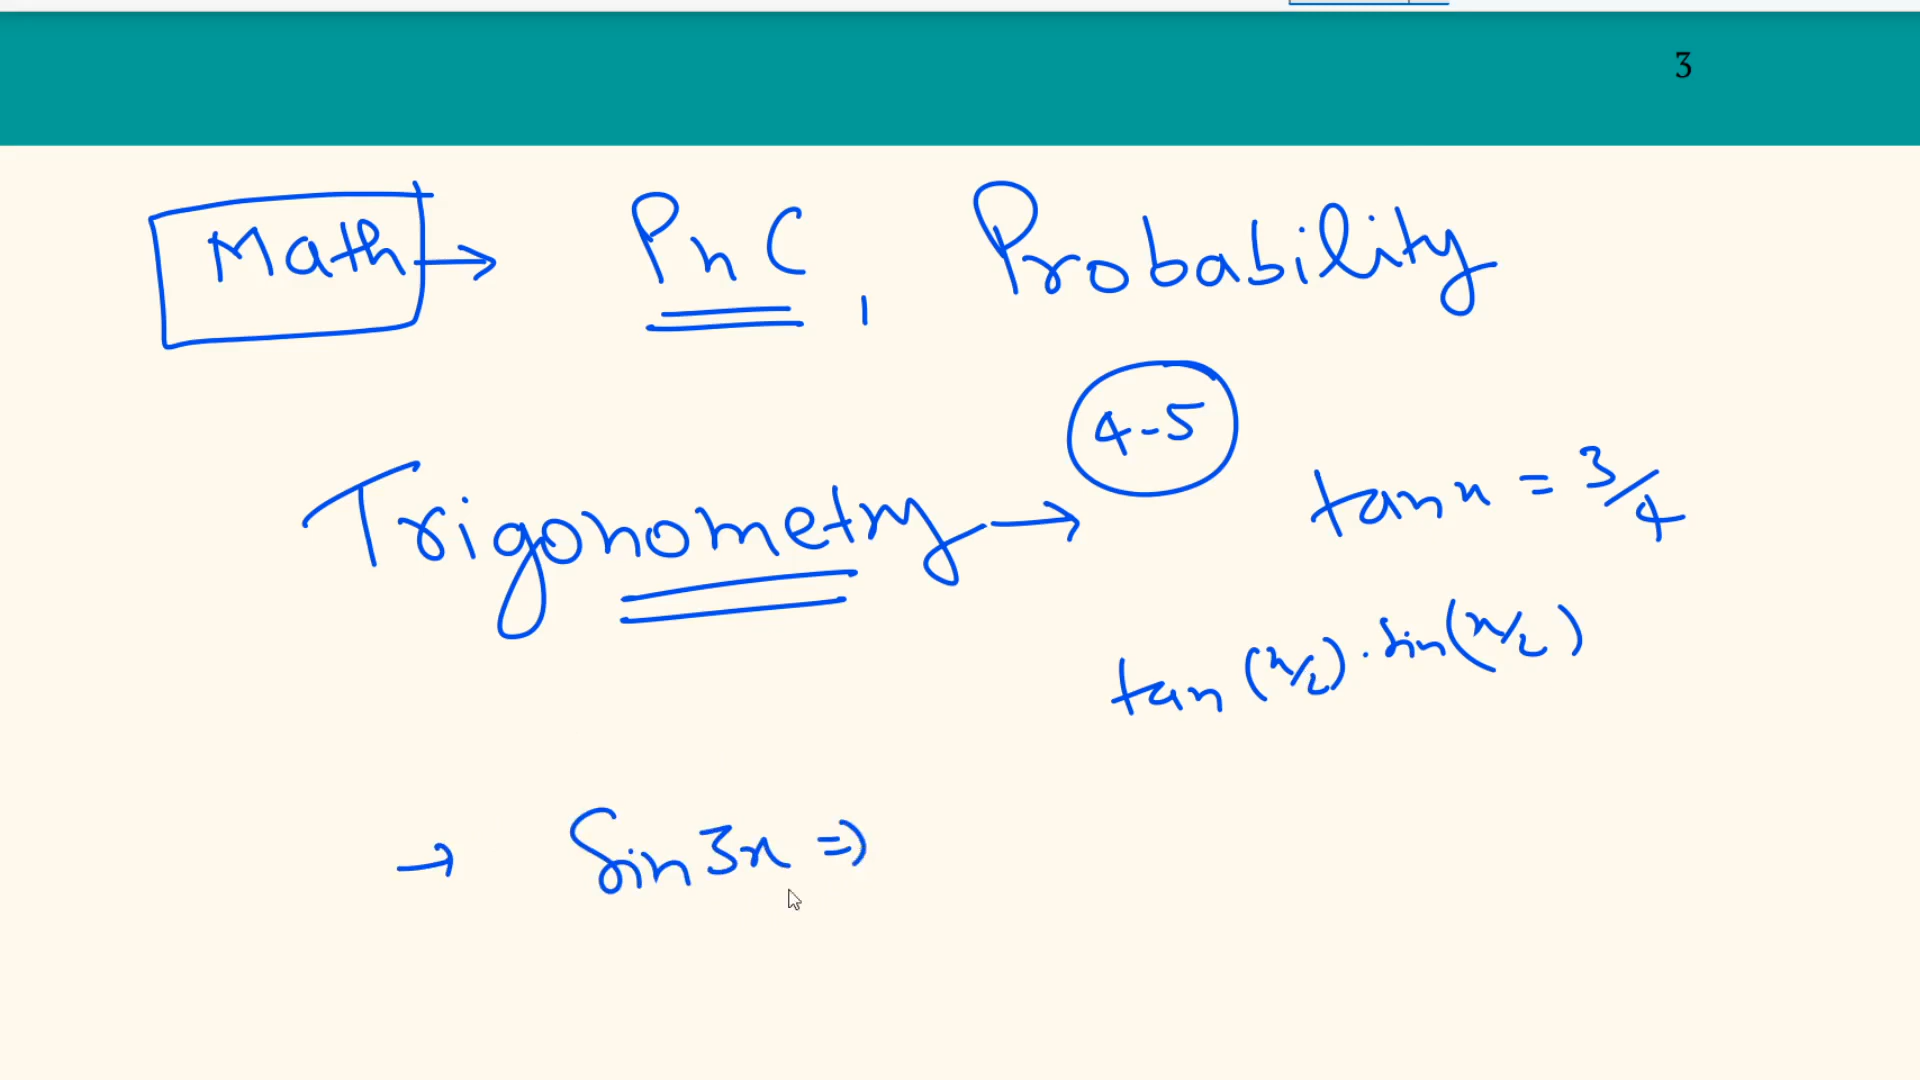 3
Math → PnC, Probability
4-5
Trigonometry → tan x = 3/4
tan (x/2) . sin (x/2)
→ Sin 3x ⇒